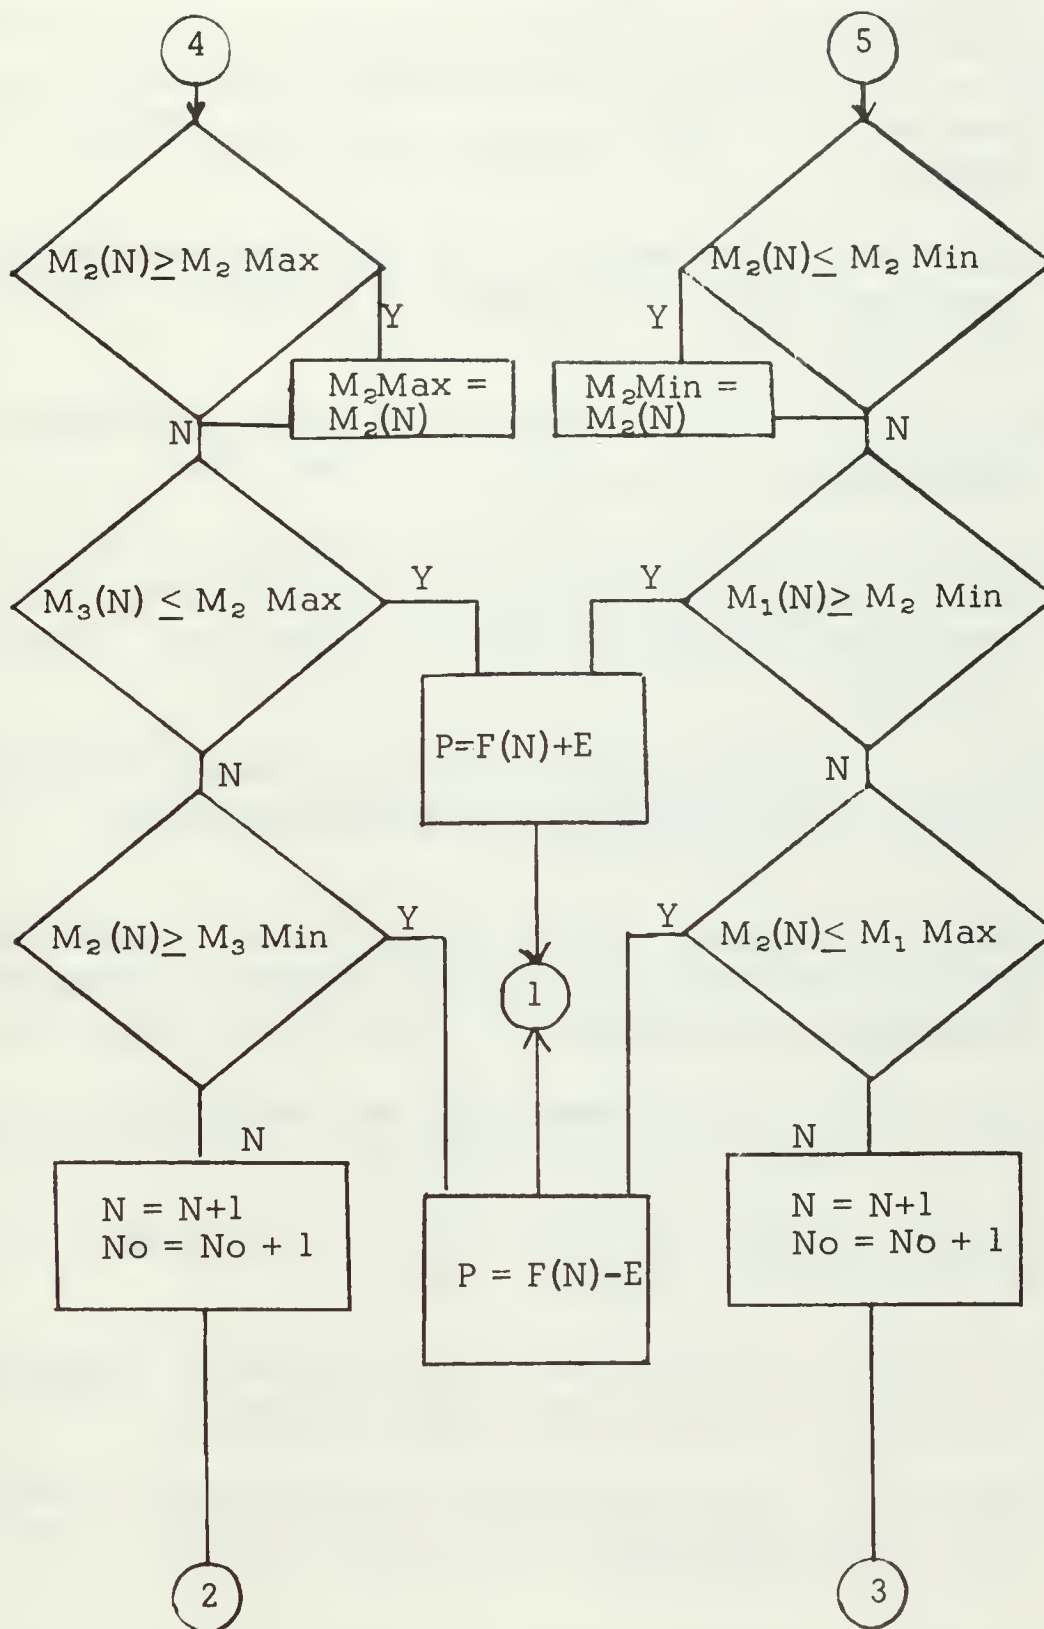 4
5
M₂(N)≥M₂ Max
M₂(N)≤ M₂ Min
Y
Y
M₂Max =
M₂(N)
M₂Min =
M₂(N)
N
N
M₃(N) ≤ M₂ Max
Y
Y
M₁(N)≥ M₂ Min
P=F(N)+E
N
N
M₂(N)≥ M₃ Min
Y
Y
M₂(N)≤ M₁ Max
1
N
N
N = N+1
No = No + 1
P = F(N)-E
N = N+1
No = No + 1
2
3